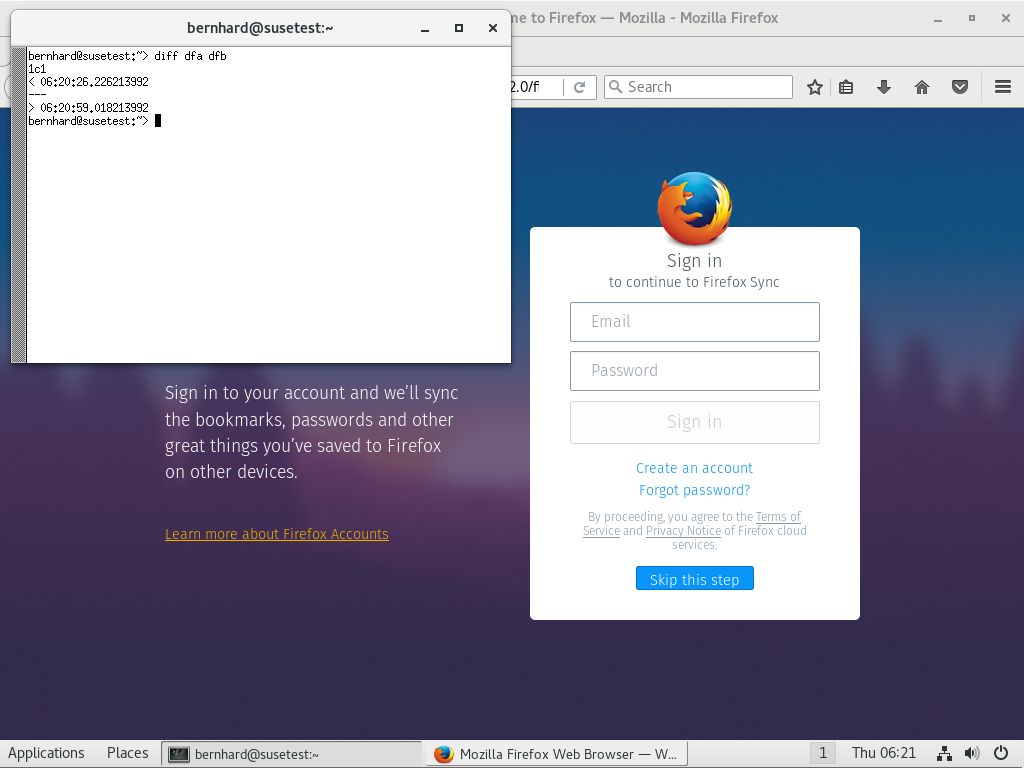 bernhard@susetest:~
me to Firefox — Mozilla - Mozilla Firefox
bernhard@susetest:~> diff dfa dfb
1c1
< 06:20:26.226213992
---
> 06:20:59.018213992
bernhard@susetest:~>
2.0/fi
Search
Sign in
to continue to Firefox Sync
Email
Password
Sign in
Create an account
Forgot password?
By proceeding, you agree to the Terms of
Service and Privacy Notice of Firefox cloud
services.
Skip this step
Sign in to your account and we’ll sync
the bookmarks, passwords and other
great things you’ve saved to Firefox
on other devices.
Learn more about Firefox Accounts
Applications
Places
bernhard@susetest:~
Mozilla Firefox Web Browser — W...
1
Thu 06:21